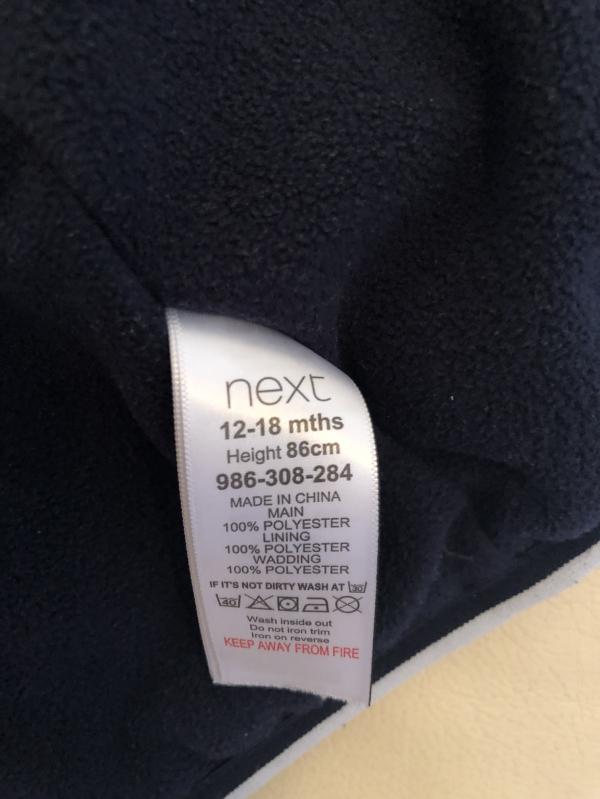 next
12-18 mths
Height 86cm
986-308-284
MADE IN CHINA
MAIN
100% POLYESTER
LINING
100% POLYESTER
WADDING
100% POLYESTER
IF IT'S NOT DIRTY WASH AT 30
40
Wash inside out
Do not iron trim
Iron on reverse
KEEP AWAY FROM FIRE